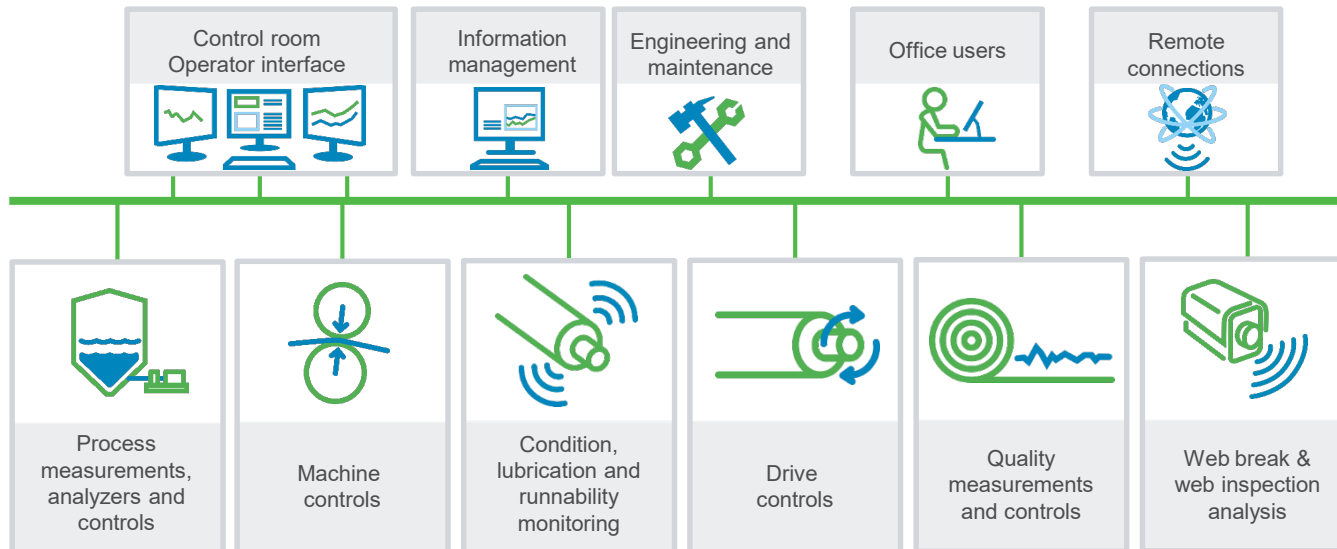 Control room
Operator interface
Information
management
Engineering and
maintenance
Office users
Remote
connections
Process
measurements,
analyzers and
controls
Machine
controls
Condition,
lubrication and
runnability
monitoring
Drive
controls
Quality
measurements
and controls
Web break &
web inspection
analysis